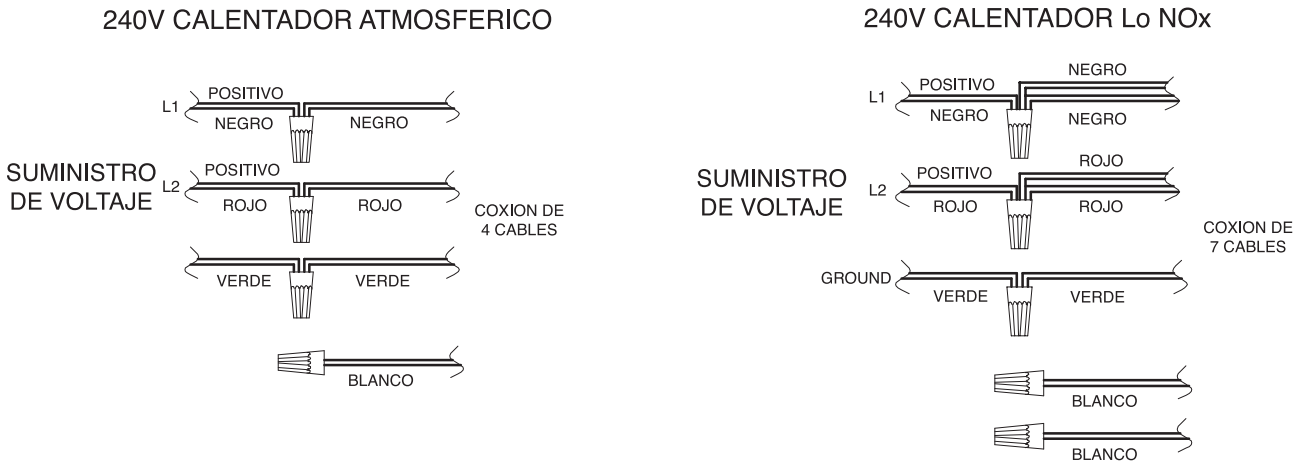 240V CALENTADOR ATMOSFERICO
L1
POSITIVO
NEGRO
NEGRO
SUMINISTRO
DE VOLTAJE
L2
POSITIVO
ROJO
ROJO
COXION DE
4 CABLES
VERDE
VERDE
BLANCO
240V CALENTADOR Lo NOx
L1
POSITIVO
NEGRO
NEGRO
NEGRO
SUMINISTRO
DE VOLTAJE
L2
POSITIVO
ROJO
ROJO
ROJO
COXION DE
7 CABLES
GROUND
VERDE
VERDE
BLANCO
BLANCO